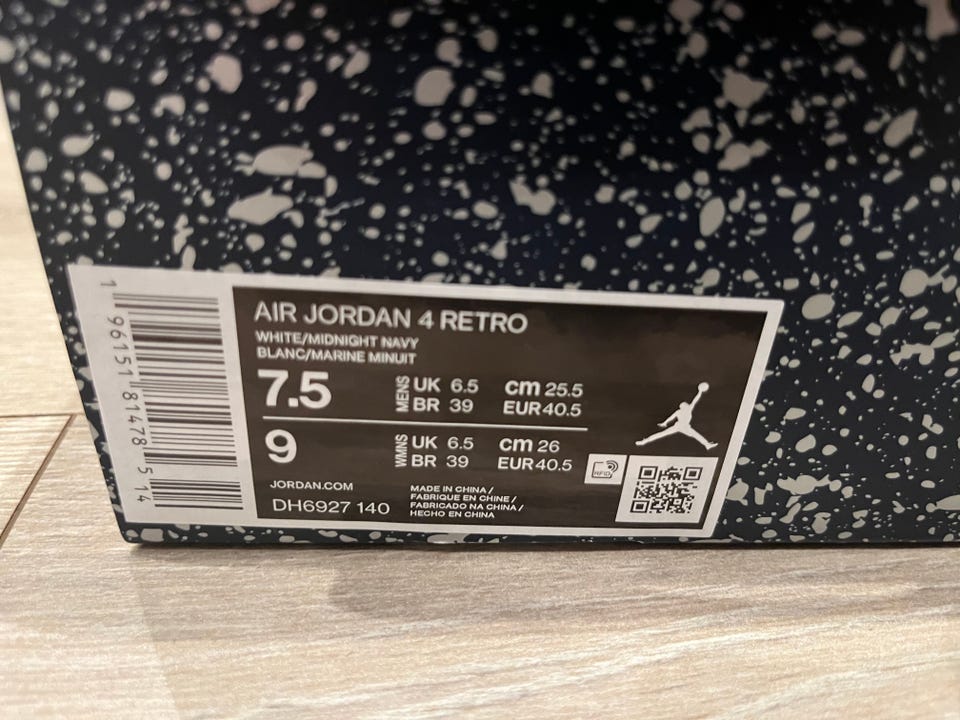 1 96151 81478 5 14
AIR JORDAN 4 RETRO
WHITE/MIDNIGHT NAVY
BLANC/MARINE MINUIT
7.5 MENS UK 6.5 cm 25.5
BR 39 EUR 40.5
9 WMNS UK 6.5 cm 26
BR 39 EUR 40.5
JORDAN.COM
DH6927 140
MADE IN CHINA /
FABRIQUE EN CHINE /
FABRICADO NA CHINA /
HECHO EN CHINA
RFID